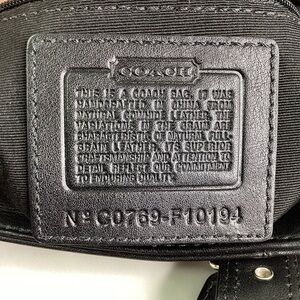 COACH
THIS IS A COACH BAG. IT WAS
HANDCRAFTED IN CHINA FROM
NATURAL COWHIDE LEATHER. THE
VARIATIONS IN THE GRAIN ARE
CHARACTERISTIC OF NATURAL FULL
GRAIN LEATHER. ITS SUPERIOR
CRAFTSMANSHIP AND ATTENTION TO
DETAIL REFLECT OUR COMMITMENT
TO ENDURING QUALITY.
Nº C0769-F10194